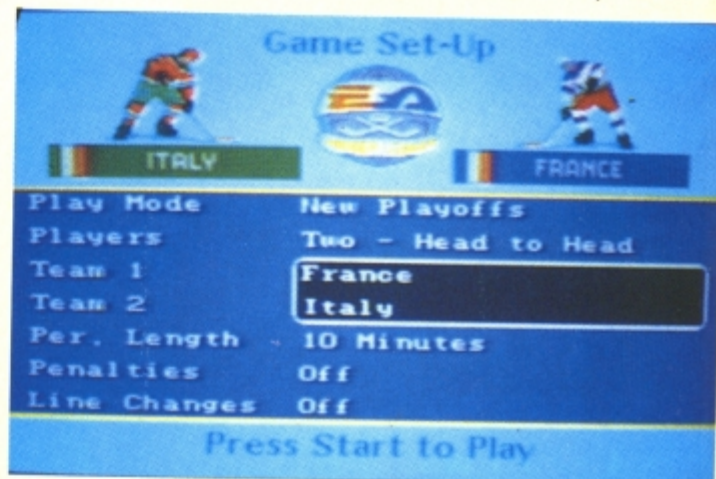 Game Set-Up
ITALY FRANCE
Play Mode New Playoffs
Players Two - Head to Head
Team 1 France
Team 2 Italy
Per. Length 10 Minutes
Penalties Off
Line Changes Off
Press Start to Play